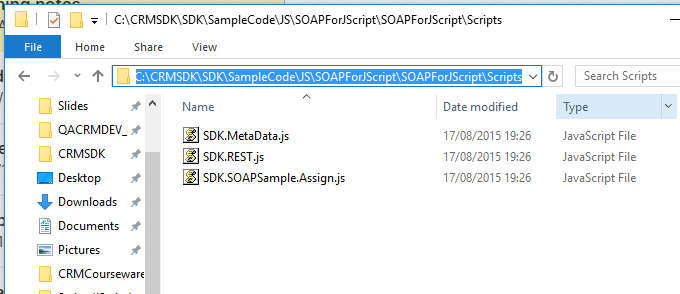 C:\CRMSDK\SDK\SampleCode\JS\SOAPForJScript\SOAPForJScript\Scripts
File Home Share View
C:\CRMSDK\SDK\SampleCode\JS\SOAPForJScript\SOAPForJScript\Scripts Search Scripts
Slides Name Date modified Type
QACRMDEV_
CRMSDK SDK.MetaData.js 17/08/2015 19:26 JavaScript File
SDK.REST.js 17/08/2015 19:26 JavaScript File
Desktop SDK.SOAPSample.Assign.js 17/08/2015 19:26 JavaScript File
Downloads
Documents
Pictures
CRMCourseware